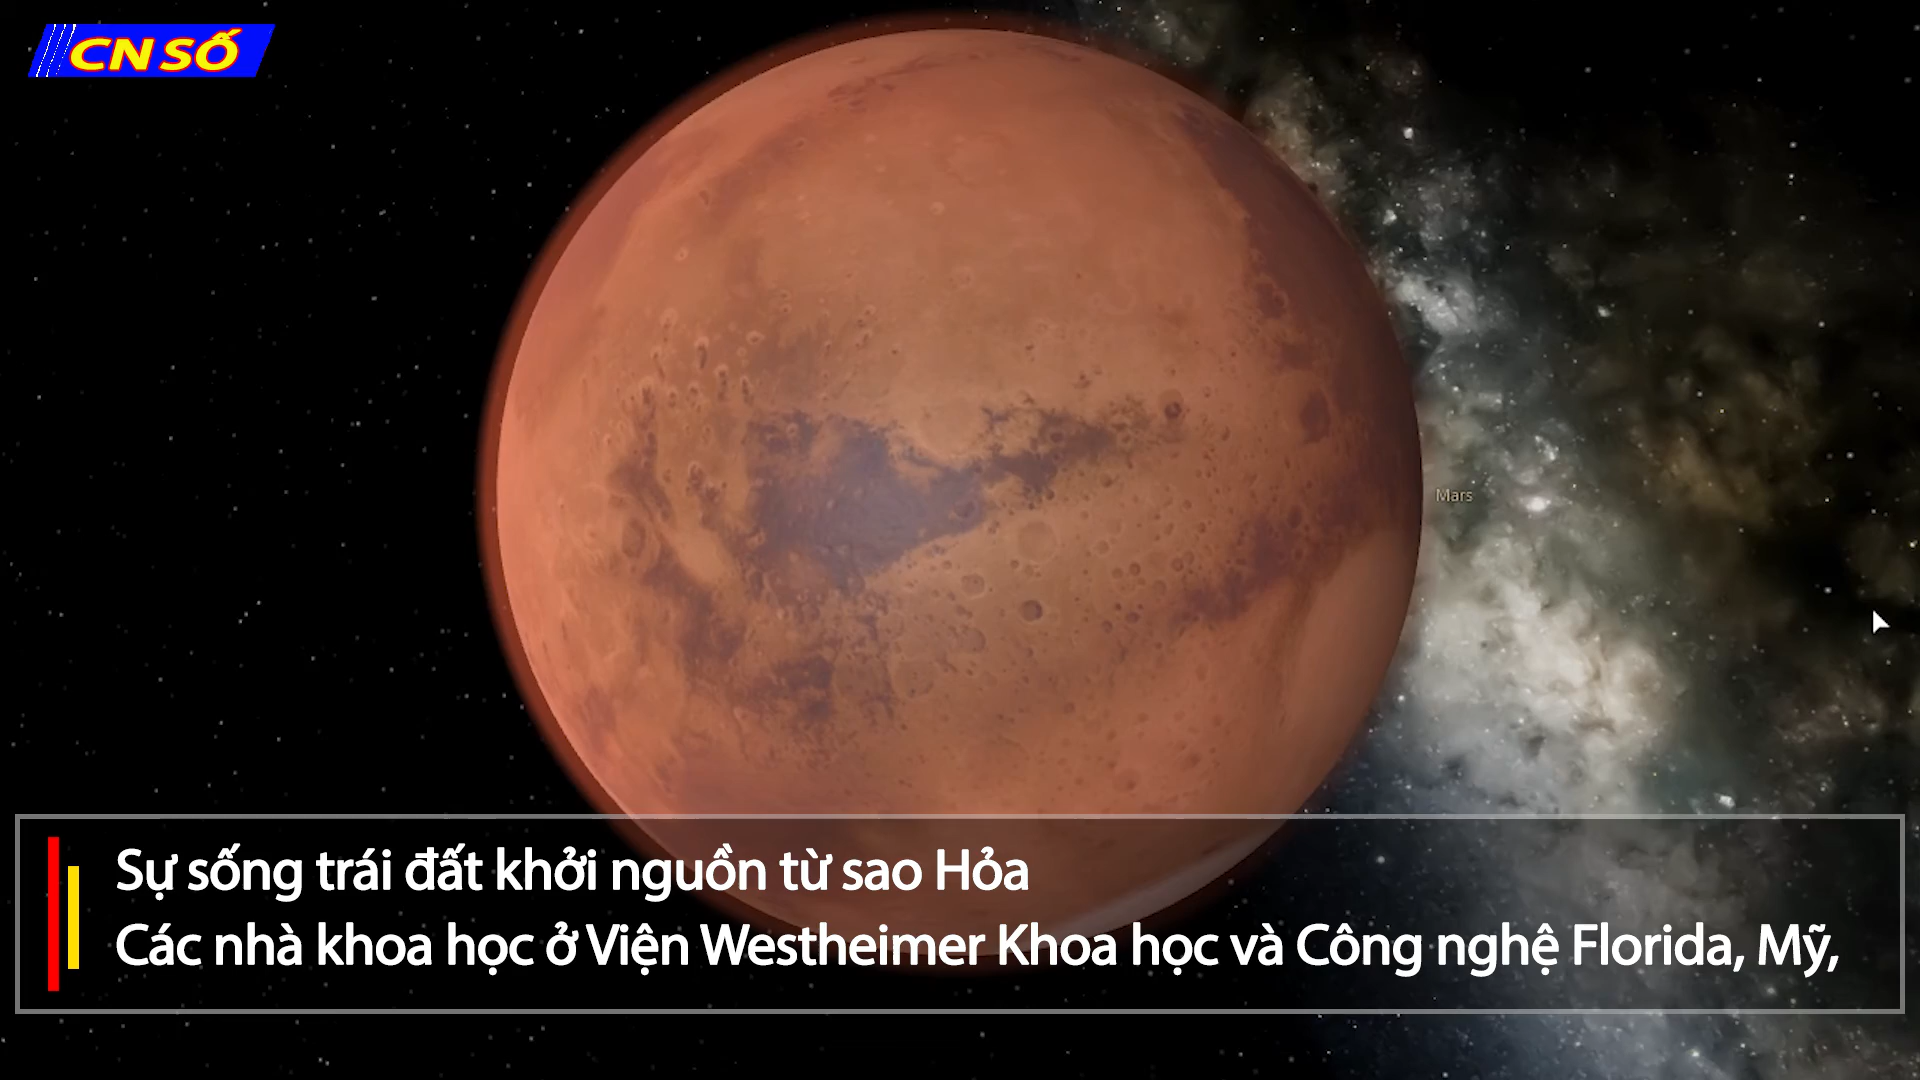 CN SỐ
Mars
Sự sống trái đất khởi nguồn từ sao Hỏa
Các nhà khoa học ở Viện Westheimer Khoa học và Công nghệ Florida, Mỹ,